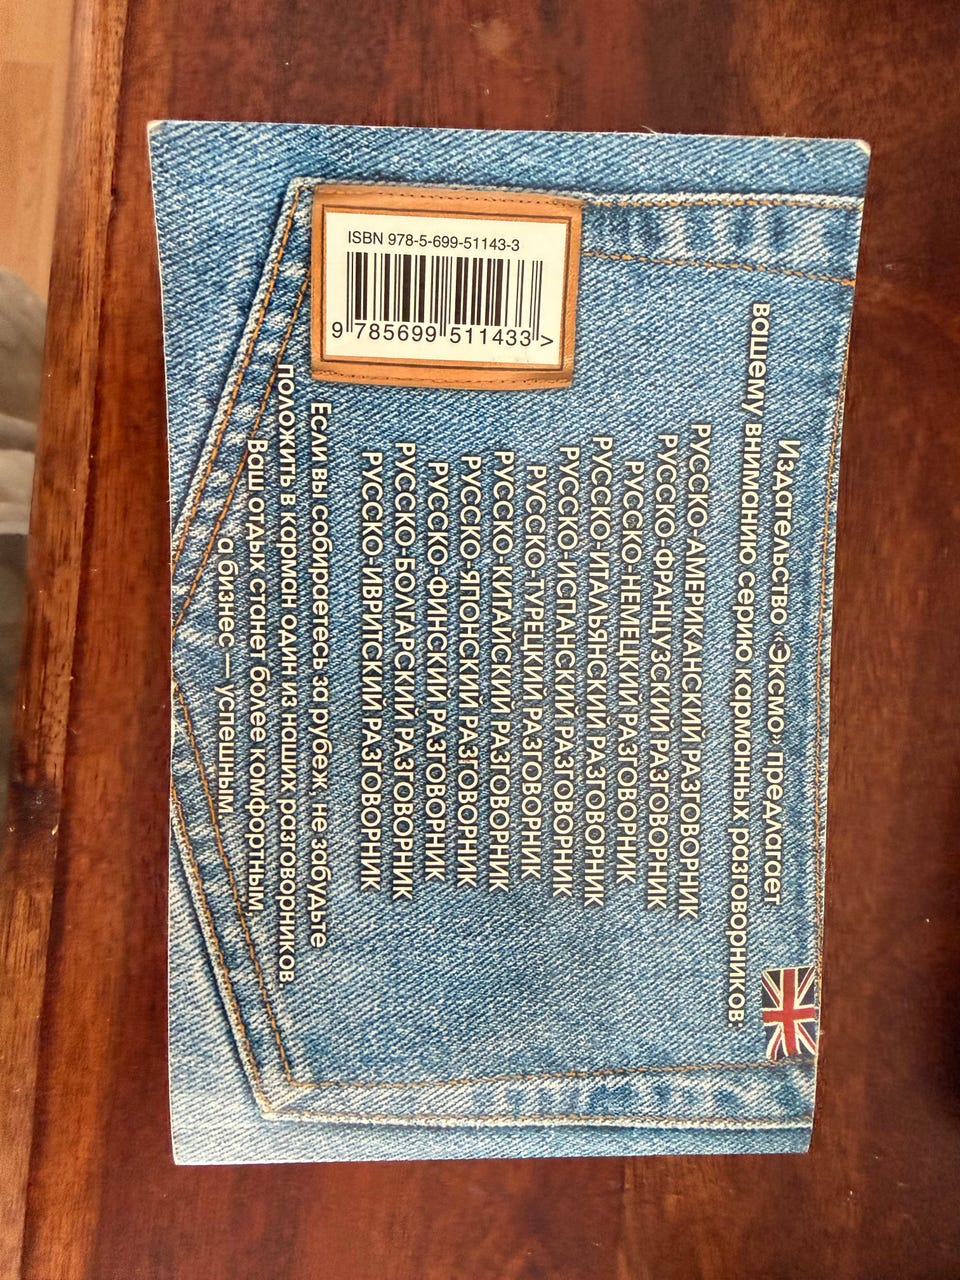 Издательство «Эксмо» предлагает
вашему вниманию серию карманных разговорников:
РУССКО-АМЕРИКАНСКИЙ РАЗГОВОРНИК
РУССКО-ФРАНЦУЗСКИЙ РАЗГОВОРНИК
РУССКО-НЕМЕЦКИЙ РАЗГОВОРНИК
РУССКО-ИТАЛЬЯНСКИЙ РАЗГОВОРНИК
РУССКО-ИСПАНСКИЙ РАЗГОВОРНИК
РУССКО-ТУРЕЦКИЙ РАЗГОВОРНИК
РУССКО-КИТАЙСКИЙ РАЗГОВОРНИК
РУССКО-ЯПОНСКИЙ РАЗГОВОРНИК
РУССКО-ФИНСКИЙ РАЗГОВОРНИК
РУССКО-БОЛГАРСКИЙ РАЗГОВОРНИК
РУССКО-ИВРИТСКИЙ РАЗГОВОРНИК
Если вы собираетесь за рубеж, не забудьте
положить в карман один из наших разговорников.
Ваш отдых станет более комфортным,
а бизнес — успешным.
ISBN 978-5-699-51143-3
9 785699 511433 >